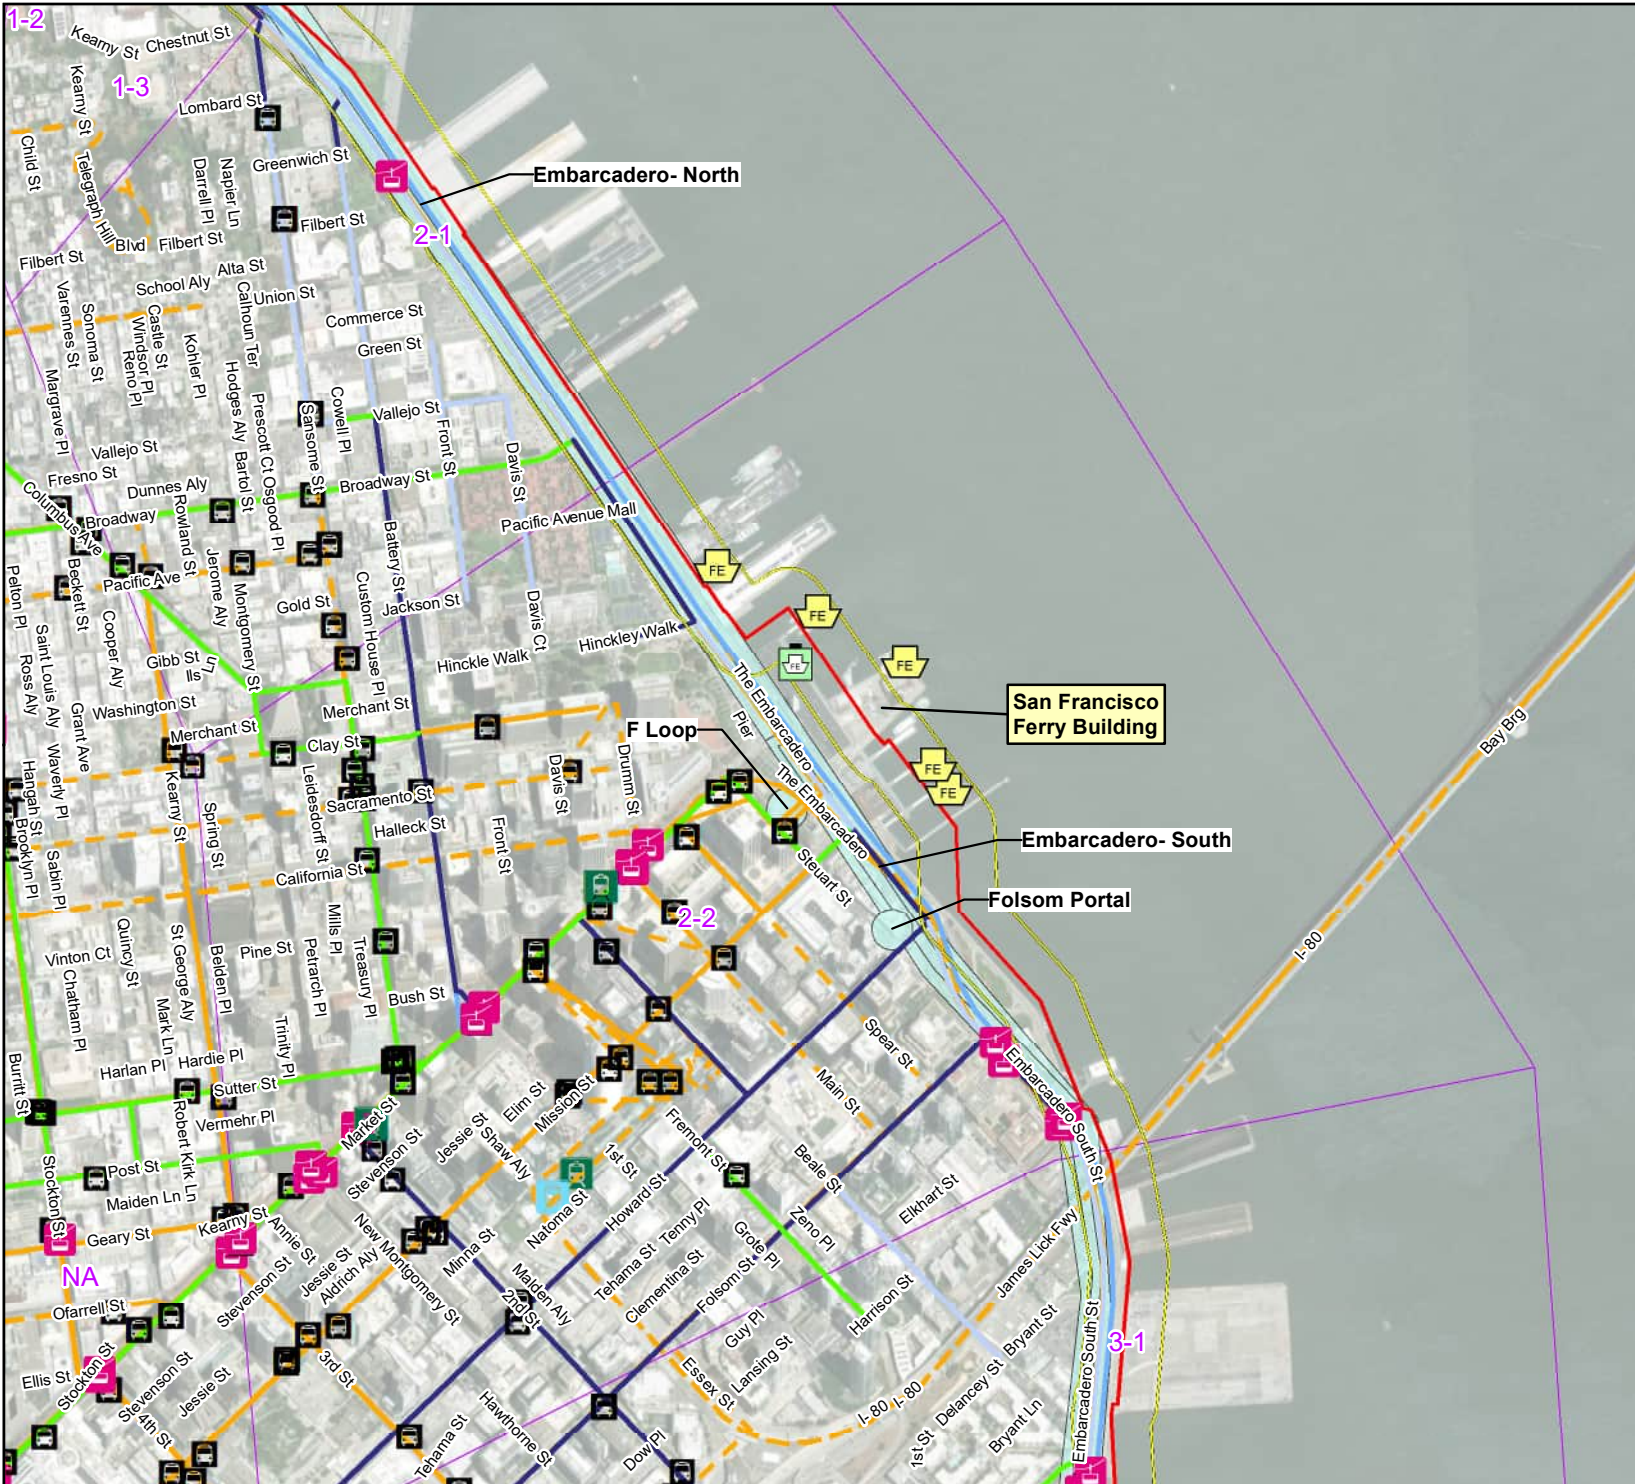 1-2
Kearny St
Chestnut St
1-3
Lombard St
Kearny St
Child St
Telegraph Hill
Blvd
Greenwich St
Napier Ln
Darrell Pl
Embarcadero- North
2-1
Filbert St
Filbert St
Filbert St
Alta St
School Aly
Union St
Calhoun Ter
Commerce St
Green St
Varennes St
Sonoma St
Castle St
Windsor Pl
Reno Pl
Kohler Pl
Margrave Pl
Hodges Aly
Prescott Ct
Sansome St
Cowell Pl
Vallejo St
Front St
Davis St
Vallejo St
Fresno St
Dunnes Aly
Bartol St
Osgood Pl
Broadway St
Columbus Ave
Broadway
Rowland St
Pacific Avenue Mall
Battery St
Pacific Ave
Jerome Aly
Montgomery St
Beckett St
Pelton Pl
Cooper Aly
Gold St
Custom House Pl
Jackson St
Davis Ct
Hinckley Walk
Hinckle Walk
Saint Louis Aly
Ross Aly
Gibb St
Ils Ln
Washington St
Grant Ave
Waverly Pl
Merchant St
Merchant St
Clay St
F Loop
The Embarcadero
Pier
FE
FE
FE
FE
San Francisco
Ferry Building
FE
FE
Bay Brg
Hangah St
Brooklyn Pl
Sabin Pl
Kearny St
Spring St
Leidesdorff St
Sacramento St
Halleck St
Davis St
Drumm St
Front St
The Embarcadero
Steuart St
California St
Embarcadero- South
Folsom Portal
2-2
I- 80
Vinton Ct
Quincy St
St George Aly
Belden Pl
Pine St
Mills Pl
Petrarch Pl
Treasury Pl
Chatham Pl
Mark Ln
Bush St
Trinity Pl
Harlan Pl
Hardie Pl
Burritt St
Sutter St
Vermehr Pl
Robert Kirk Ln
Market St
Stevenson St
Jessie St
Elim St
Mission St
S Shaw Aly
Spear St
Main St
Embarcadero South St
Post St
Stockton St
Maiden Ln
Fremont St
1st St
Beale St
Howard St
Natoma St
Elkhart St
Geary St
Kearny St
Annie St
Stevenson St
Jessie St
Aldrich Aly
New Montgomery St
Minna St
Malden Aly
2nd St
Tehama St
Tenny Pl
Clementina St
Grote Pl
Zeno Pl
Folsom St
James Lick Fwy
NA
Ofarrell St
Harrison St
Guy Pl
Lansing St
Bryant St
Embarcadero South St
3-1
Ellis St
Stockton St
Stevenson St
Jessie St
4th St
3rd St
Essex St
I- 80
I- 80
Delancey St
1st St
Bryant Ln
Tehama St
Hawthorne St
Dow Pl